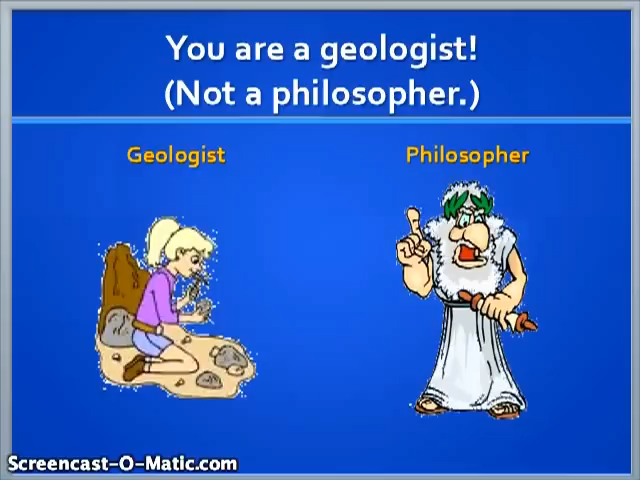 You are a geologist!
(Not a philosopher.)
Geologist
Philosopher
Screencast-O-Matic.com